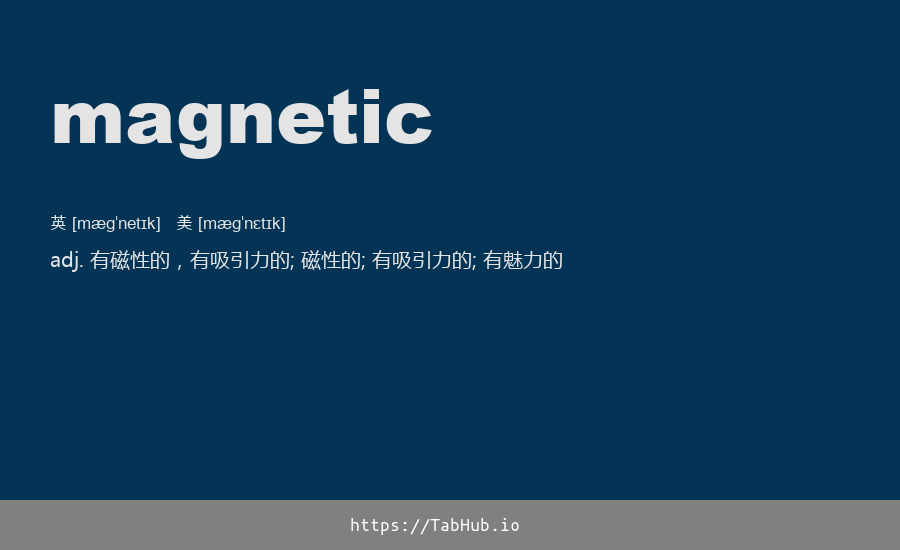 magnetic
英 [mæg'netɪk] 美 [mæg'nɛtɪk]
adj. 有磁性的，有吸引力的; 磁性的; 有吸引力的; 有魅力的
https://TabHub.io